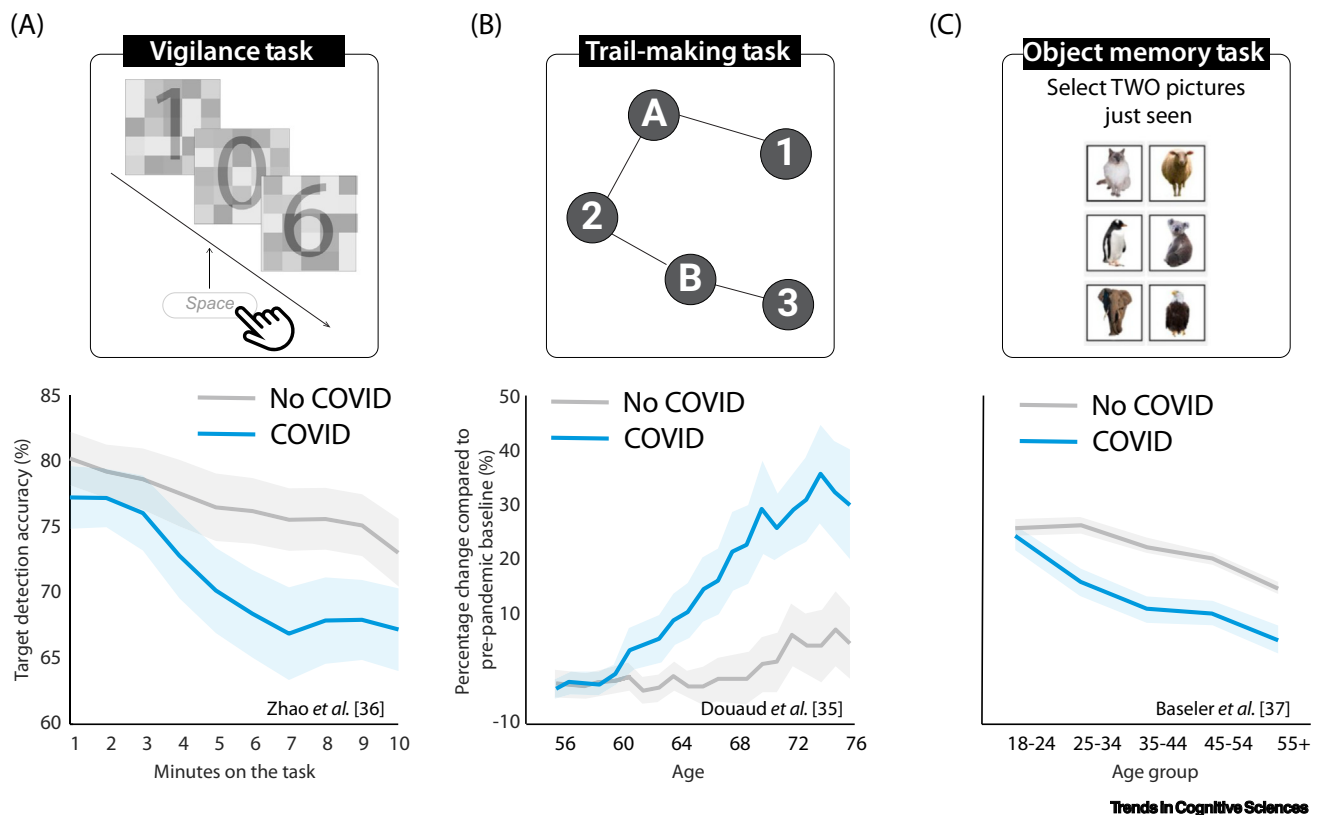 (A)
Vigilance task
1
0
6
Space
85
80
75
70
65
60
Target detection accuracy (%)
No COVID
COVID
Zhao et al. [36]
1 2 3 4 5 6 7 8 9 10
Minutes on the task
(B)
Trail-making task
A
1
2
B
3
50
40
30
20
10
-10
Percentage change compared to
pre-pandemic baseline (%)
No COVID
COVID
Douaud et al. [35]
56 60 64 68 72 76
Age
(C)
Object memory task
Select TWO pictures
just seen
No COVID
COVID
Baseler et al. [37]
18-24 25-34 35-44 45-54 55+
Age group
Trends in Cognitive Sciences